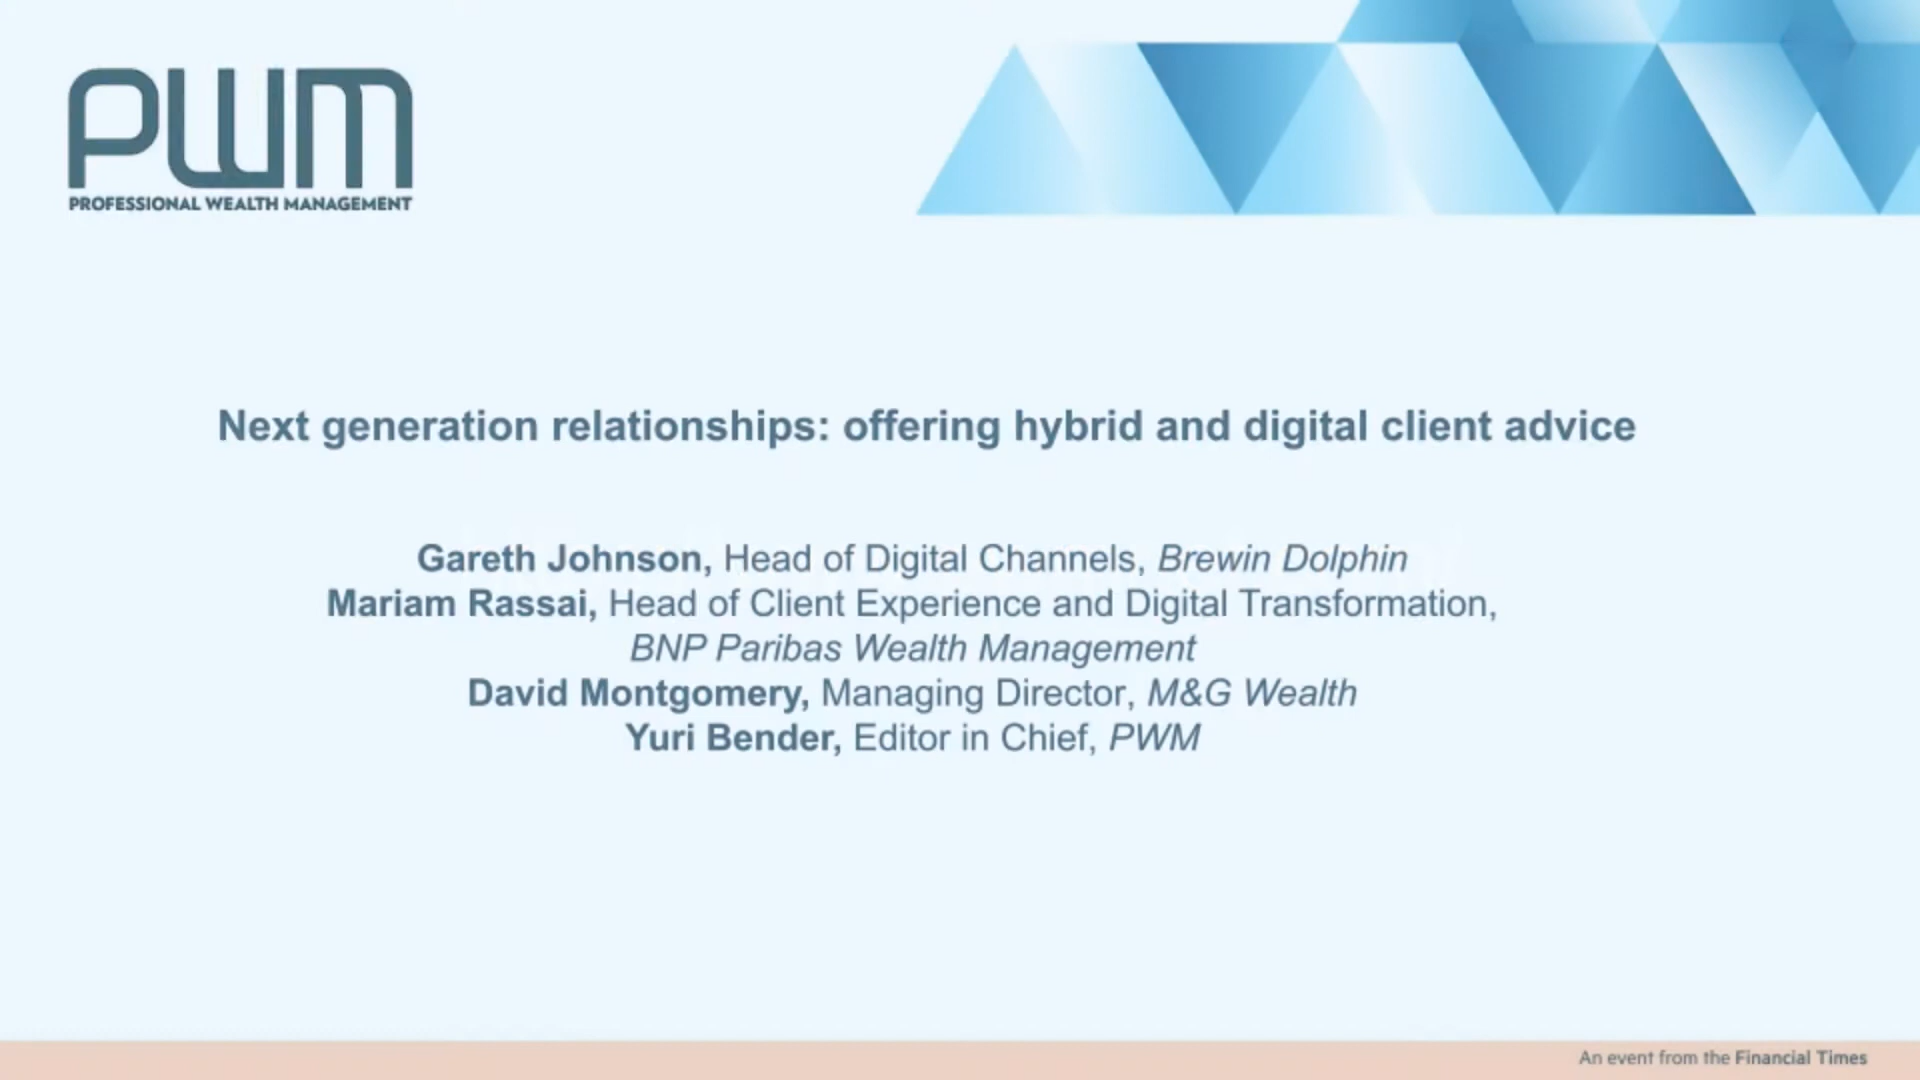 PWM
PROFESSIONAL WEALTH MANAGEMENT
Next generation relationships: offering hybrid and digital client advice
Gareth Johnson, Head of Digital Channels, Brewin Dolphin
Mariam Rassai, Head of Client Experience and Digital Transformation,
BNP Paribas Wealth Management
David Montgomery, Managing Director, M&G Wealth
Yuri Bender, Editor in Chief, PWM
An event from the Financial Times